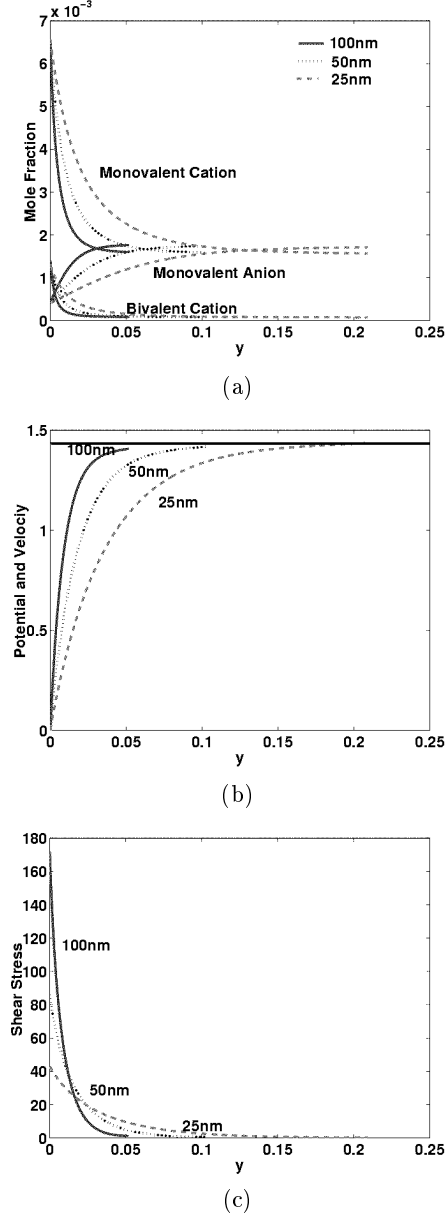 x 10⁻³
7
6
5
4
3
2
1
0
Mole Fraction
100nm
50nm
25nm
Monovalent Cation
Monovalent Anion
Bivalent Cation
0 0.05 0.1 0.15 0.2 0.25
y
(a)
1.5
1
0.5
0
Potential and Velociy
100nm
50nm
25nm
0 0.05 0.1 0.15 0.2 0.25
y
(b)
180
160
140
120
100
80
60
40
20
0
Shear Stress
100nm
50nm
25nm
0 0.05 0.1 0.15 0.2 0.25
y
(c)